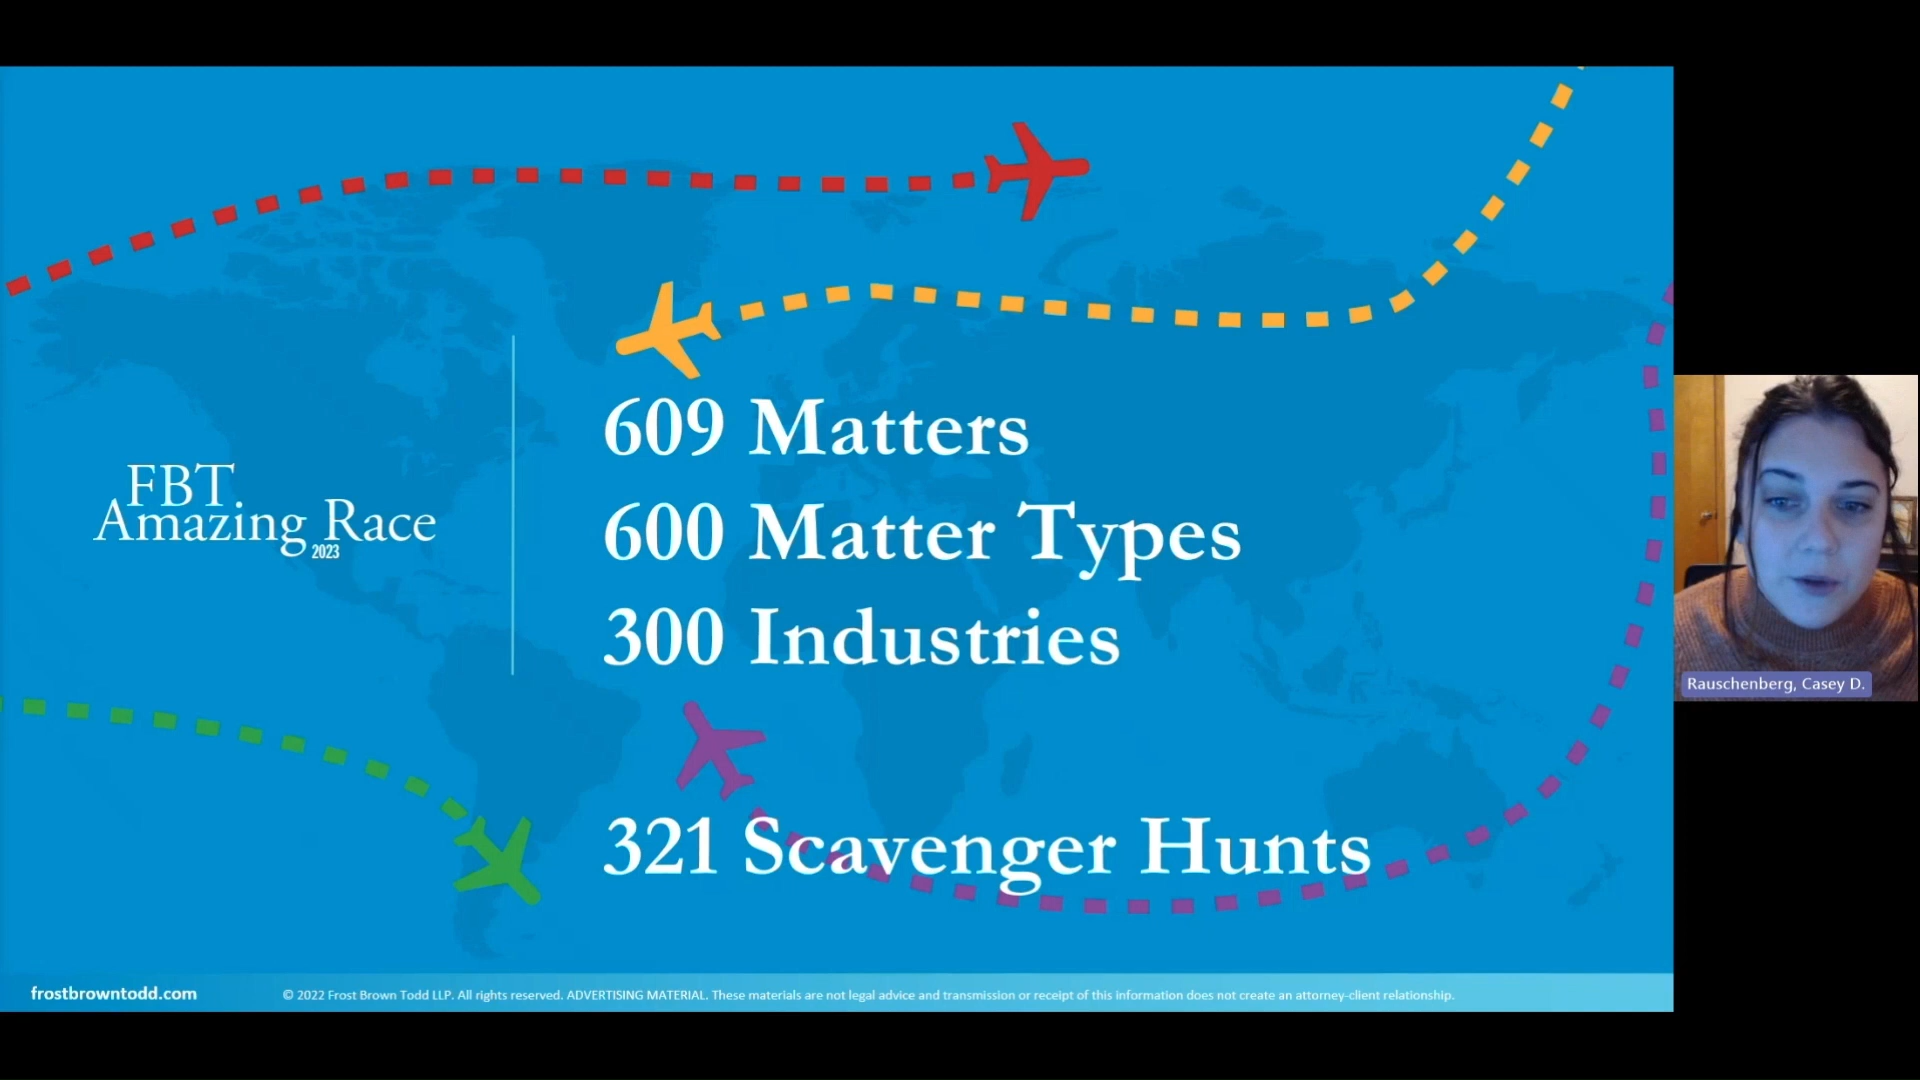 FBT
Amazing Race
2023
609 Matters
600 Matter Types
300 Industries
321 Scavenger Hunts
Rauschenberg, Casey D.
frostbrowntodd.com
© 2022 Frost Brown Todd LLP. All rights reserved. ADVERTISING MATERIAL. These materials are not legal advice and transmission or receipt of this information does not create an attorney-client relationship.